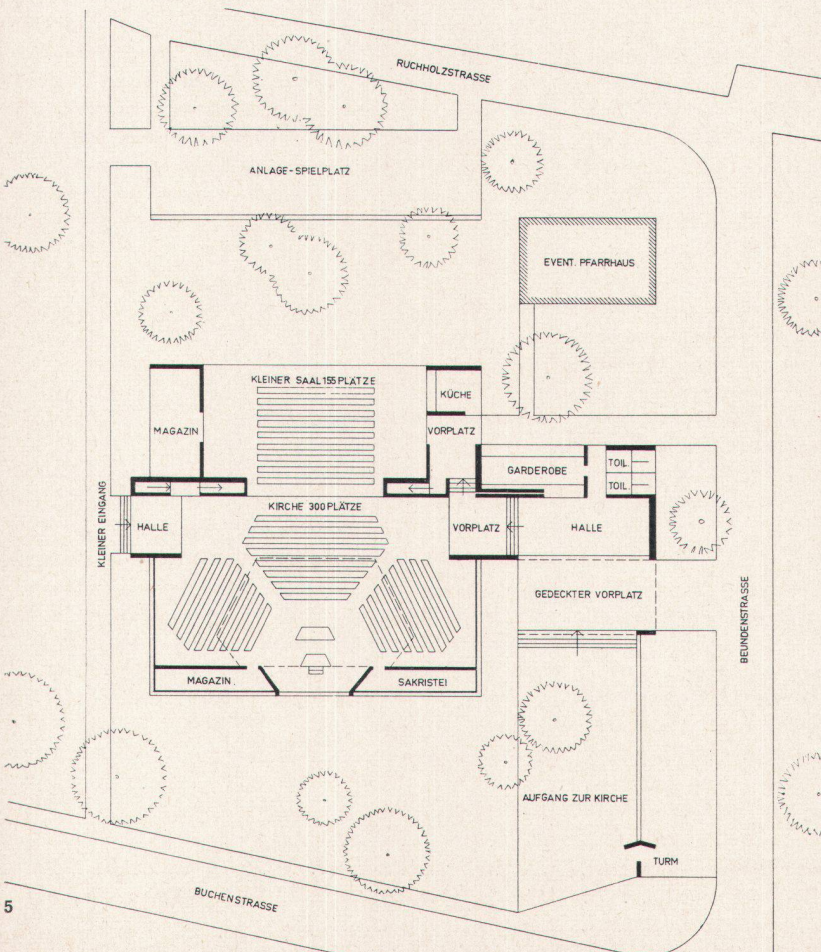 RUCHHOLZSTRASSE
ANLAGE-SPIELPLATZ
EVENT. PFARRHAUS
KLEINER SAAL 155 PLÄTZE
KÜCHE
MAGAZIN
VORPLATZ
GARDEROBE
TOIL.
TOIL.
KLEINER EINGANG
HALLE
KIRCHE 300 PLÄTZE
VORPLATZ
HALLE
GEDECKTER VORPLATZ
BEUNDENSTRASSE
MAGAZIN.
SAKRISTEI
AUFGANG ZUR KIRCHE
TURM
BUCHENSTRASSE
5